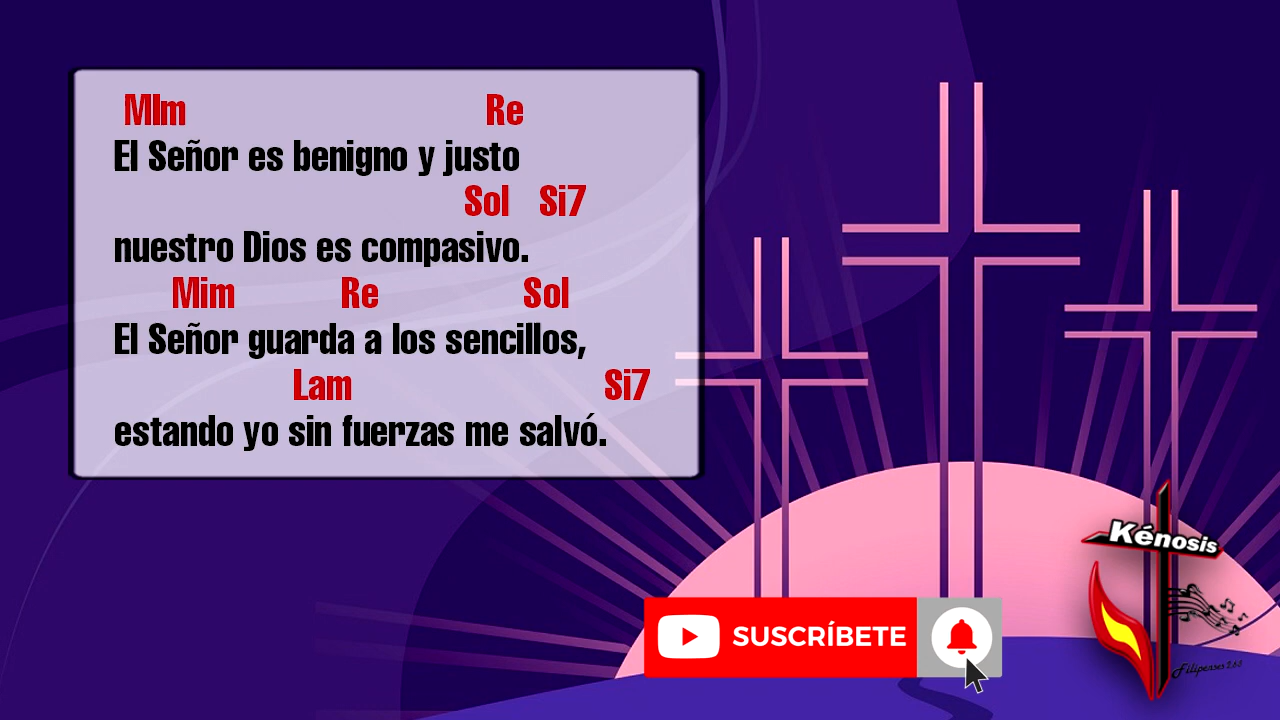 MIm Re
El Señor es benigno y justo
Sol Si7
nuestro Dios es compasivo.
Mim Re Sol
El Señor guarda a los sencillos,
Lam Si7
estando yo sin fuerzas me salvó.
Kénosis
SUSCRÍBETE